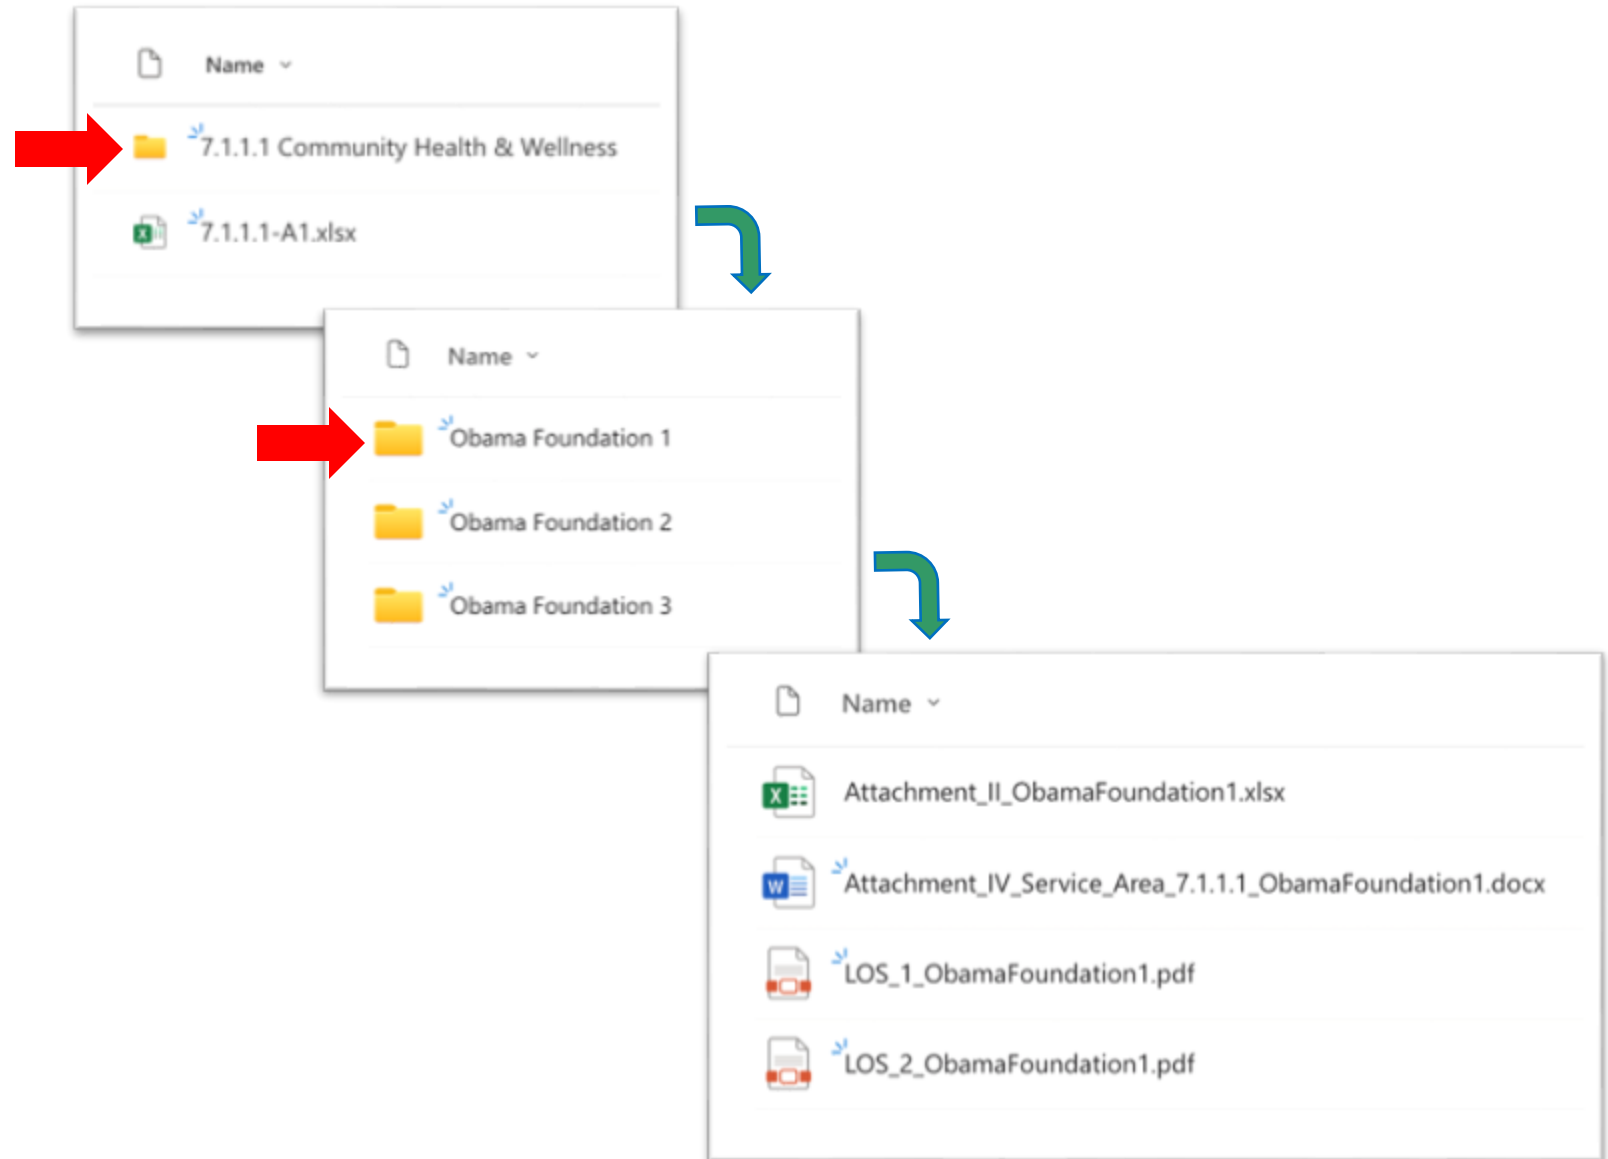 Name
7.1.1.1 Community Health & Wellness
7.1.1.1-A1.xlsx
Name
Obama Foundation 1
Obama Foundation 2
Obama Foundation 3
Name
Attachment_II_ObamaFoundation1.xlsx
Attachment_IV_Service_Area_7.1.1.1_ObamaFoundation1.docx
LOS_1_ObamaFoundation1.pdf
LOS_2_ObamaFoundation1.pdf